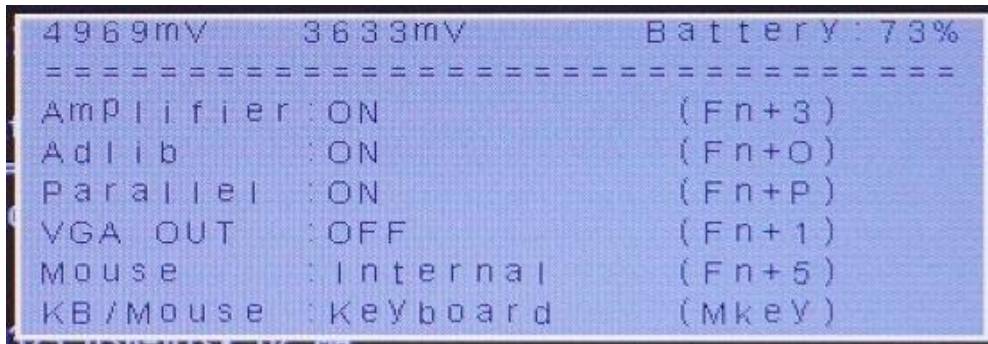 4969mV 3633mV Battery:73%
================================
Amplifier:ON (Fn+3)
Adlib :ON (Fn+O)
Parallel :ON (Fn+P)
VGA OUT :OFF (Fn+1)
Mouse :Internal (Fn+5)
KB/Mouse :Keyboard (Mkey)